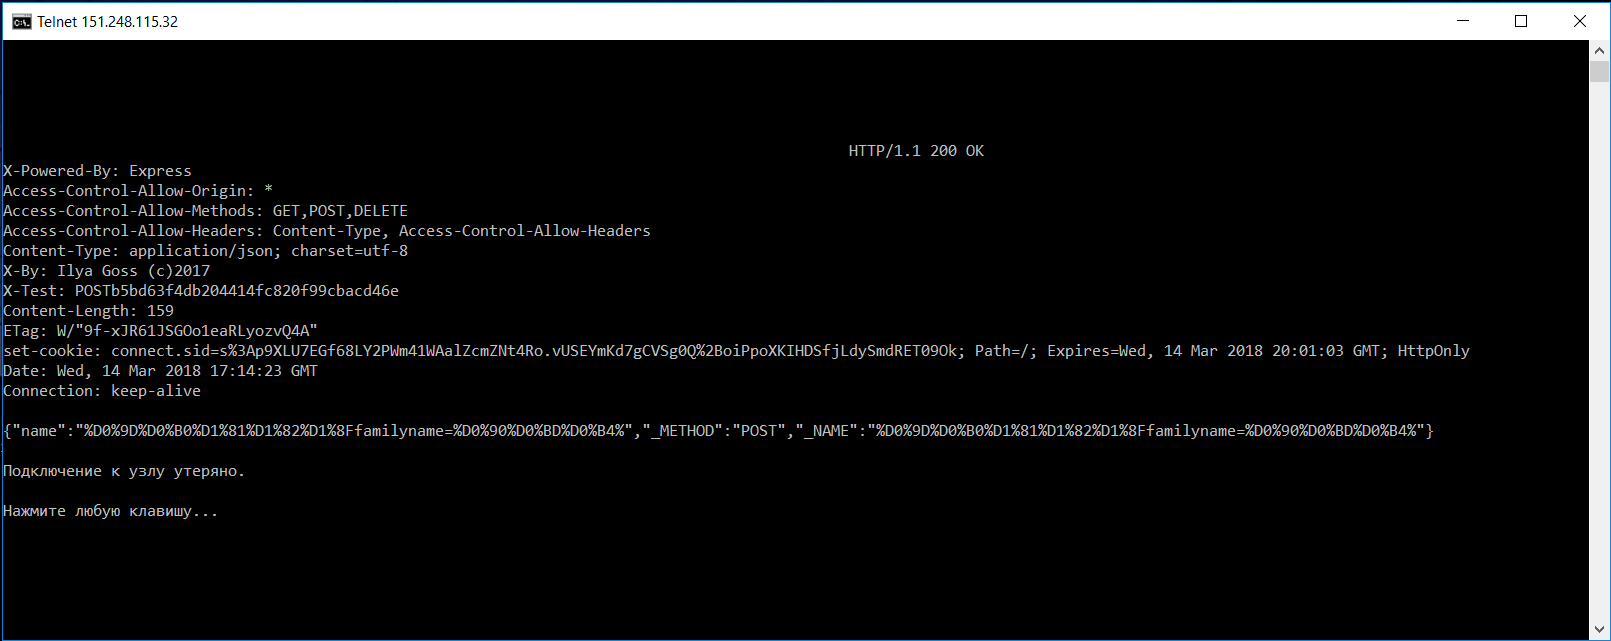 Telnet 151.248.115.32
HTTP/1.1 200 OK
X-Powered-By: Express
Access-Control-Allow-Origin: *
Access-Control-Allow-Methods: GET,POST,DELETE
Access-Control-Allow-Headers: Content-Type, Access-Control-Allow-Headers
Content-Type: application/json; charset=utf-8
X-By: Ilya Goss (c)2017
X-Test: POSTb5bd63f4db204414fc820f99cbacd46e
Content-Length: 159
ETag: W/"9f-xJR61JSGOo1eaRLyozvQ4A"
set-cookie: connect.sid=s%3Ap9XLU7EGf68LY2PWm41WAalZcmZNt4Ro.vUSEYmKd7gCVSg0Q%2BoiPpoXKIHDSfjLdySmdRET09Ok; Path=/; Expires=Wed, 14 Mar 2018 20:01:03 GMT; HttpOnly
Date: Wed, 14 Mar 2018 17:14:23 GMT
Connection: keep-alive
{"name":"%D0%9D%D0%B0%D1%81%D1%82%D1%8Ffamilyname=%D0%90%D0%BD%D0%B4%","_METHOD":"POST","_NAME":"%D0%9D%D0%B0%D1%81%D1%82%D1%8Ffamilyname=%D0%90%D0%BD%D0%B4%"}
Подключение к узлу утеряно.
Нажмите любую клавишу...